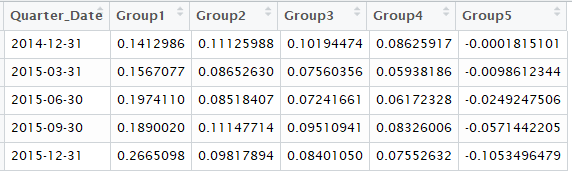 Quarter_Date Group1 Group2 Group3 Group4 Group5
2014-12-31 0.1412986 0.11125988 0.10194474 0.08625917 -0.0001815101
2015-03-31 0.1567077 0.08652630 0.07560356 0.05938186 -0.0098612344
2015-06-30 0.1974110 0.08518407 0.07241661 0.06172328 -0.0249247506
2015-09-30 0.1890020 0.11147714 0.09510941 0.08326006 -0.0571442205
2015-12-31 0.2665098 0.09817894 0.08401050 0.07552632 -0.1053496479